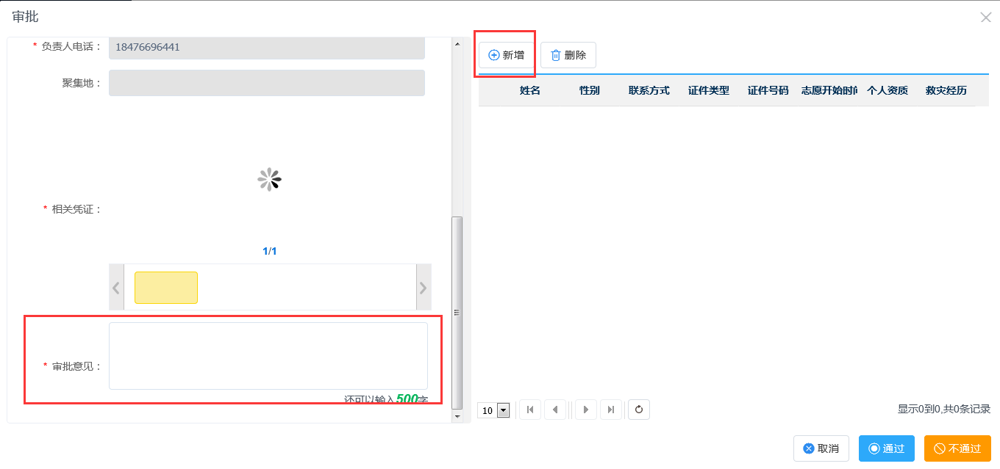 审批
* 负责人电话： 18476696441
聚集地：
* 相关凭证：
1/1
* 审批意见：
还可以输入500字
新增 删除
姓名 性别 联系方式 证件类型 证件号码 志愿开始时间 个人资质 救灾经历
10
显示0到0,共0条记录
取消 通过 不通过